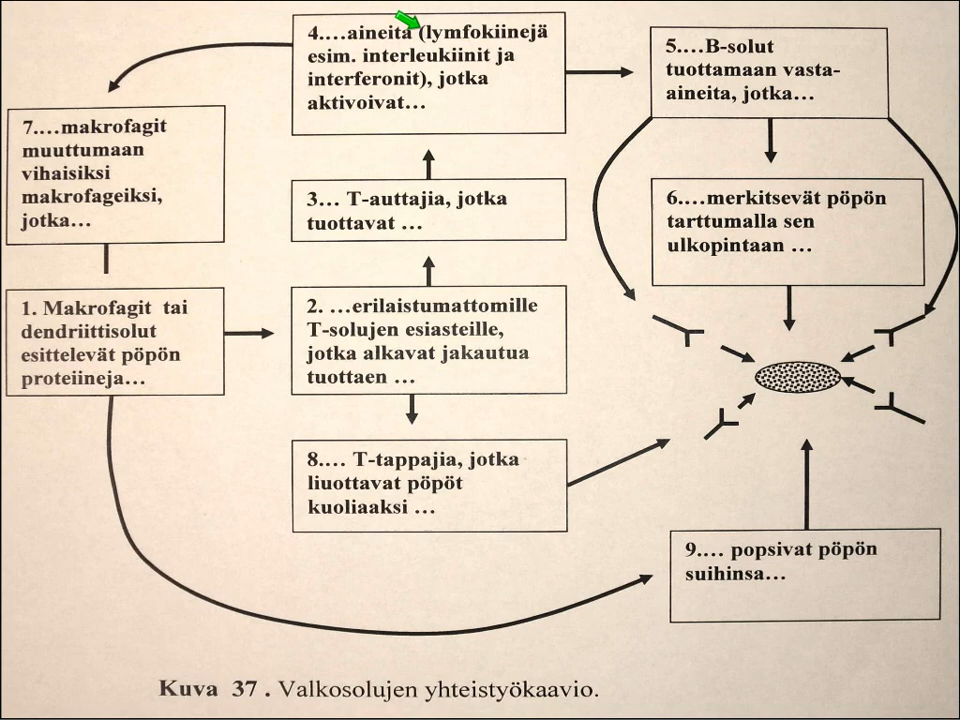 4.…aineita (lymfokiinejä
esim. interleukiinit ja
interferonit), jotka
aktivoivat…
5.…B-solut
tuottamaan vasta-
aineita, jotka…
7.…makrofagit
muuttumaan
vihaisiksi
makrofageiksi,
jotka…
3… T-auttajia, jotka
tuottavat …
6.…merkitsevät pöpön
tarttumalla sen
ulkopintaan …
1. Makrofagit tai
dendriittisolut
esittelevät pöpön
proteiineja…
2. …erilaistumattomille
T-solujen esiasteille,
jotka alkavat jakautua
tuottaen …
8.… T-tappajia, jotka
liuottavat pöpöt
kuoliaaksi …
9.… popsivat pöpön
suihinsa…
Kuva 37 . Valkosolujen yhteistyökaavio.